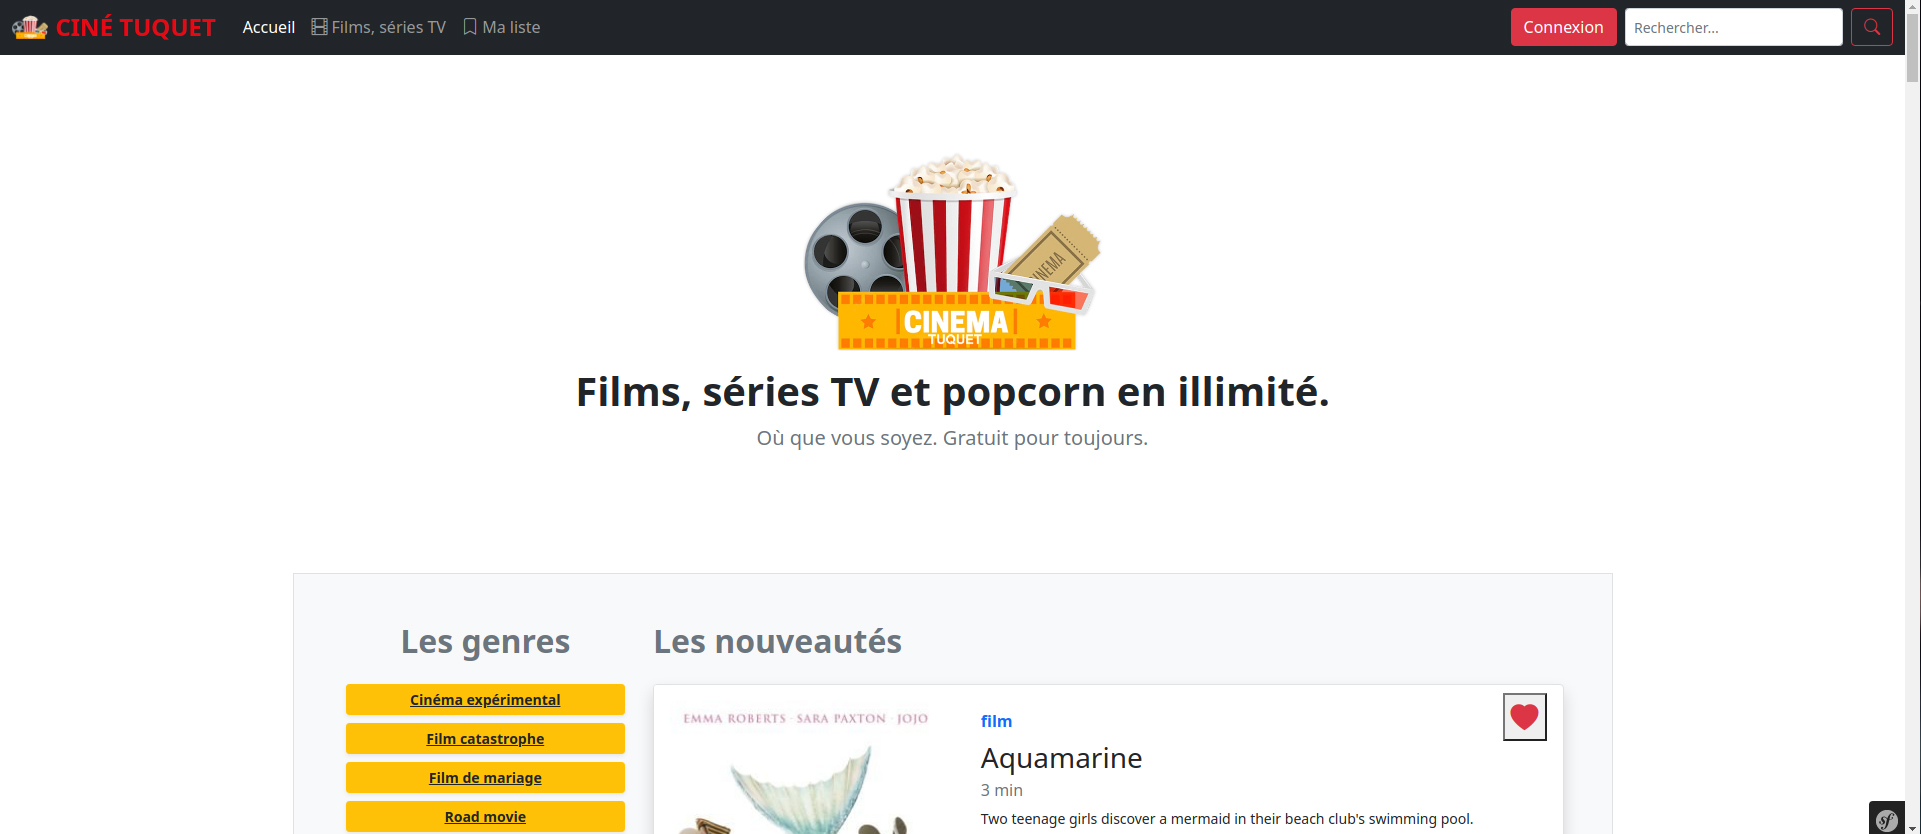 CINÉ TUQUET
Accueil
Films, séries TV
Ma liste
Connexion
Rechercher...
CINEMA
CINEMA
TUQUET
Films, séries TV et popcorn en illimité.
Où que vous soyez. Gratuit pour toujours.
Les genres
Cinéma expérimental
Film catastrophe
Film de mariage
Road movie
Les nouveautés
EMMA ROBERTS · SARA PAXTON · JOJO
film
Aquamarine
3 min
Two teenage girls discover a mermaid in their beach club's swimming pool.
sf